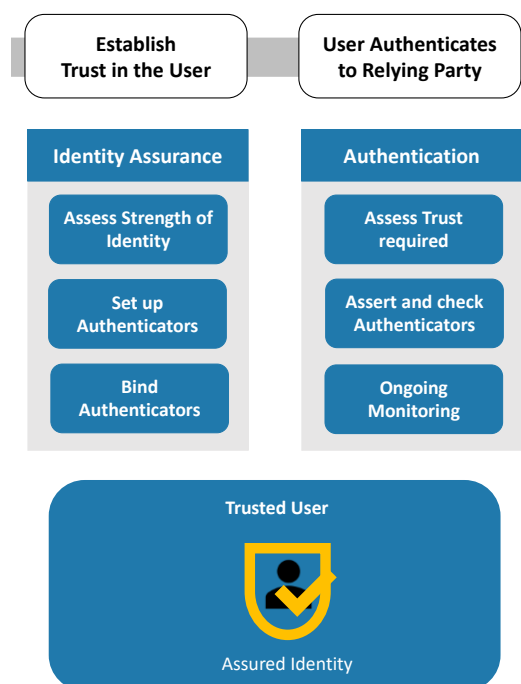 Establish
Trust in the User
User Authenticates
to Relying Party
Identity Assurance
Assess Strength of
Identity
Set up
Authenticators
Bind
Authenticators
Authentication
Assess Trust
required
Assert and check
Authenticators
Ongoing
Monitoring
Trusted User
Assured Identity